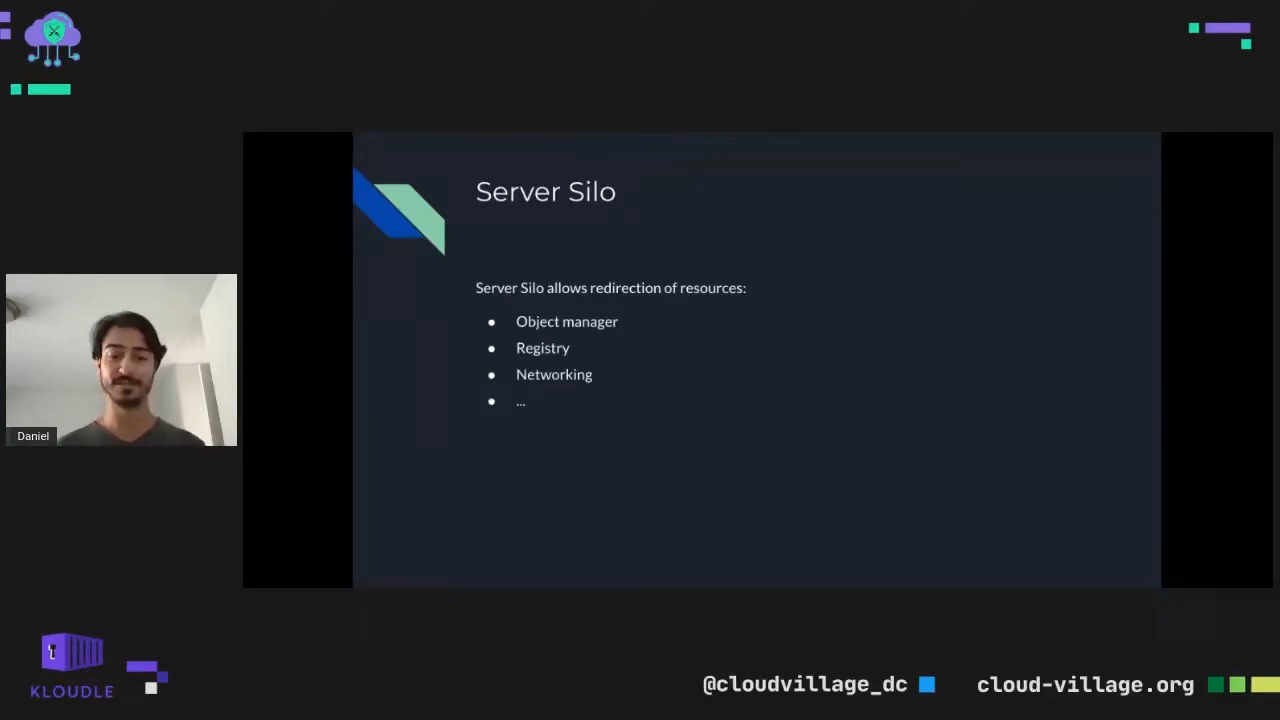 Server Silo
Server Silo allows redirection of resources:
● Object manager
● Registry
● Networking
● ...
Daniel
KLOUDLE
@cloudvillage_dc
cloud-village.org